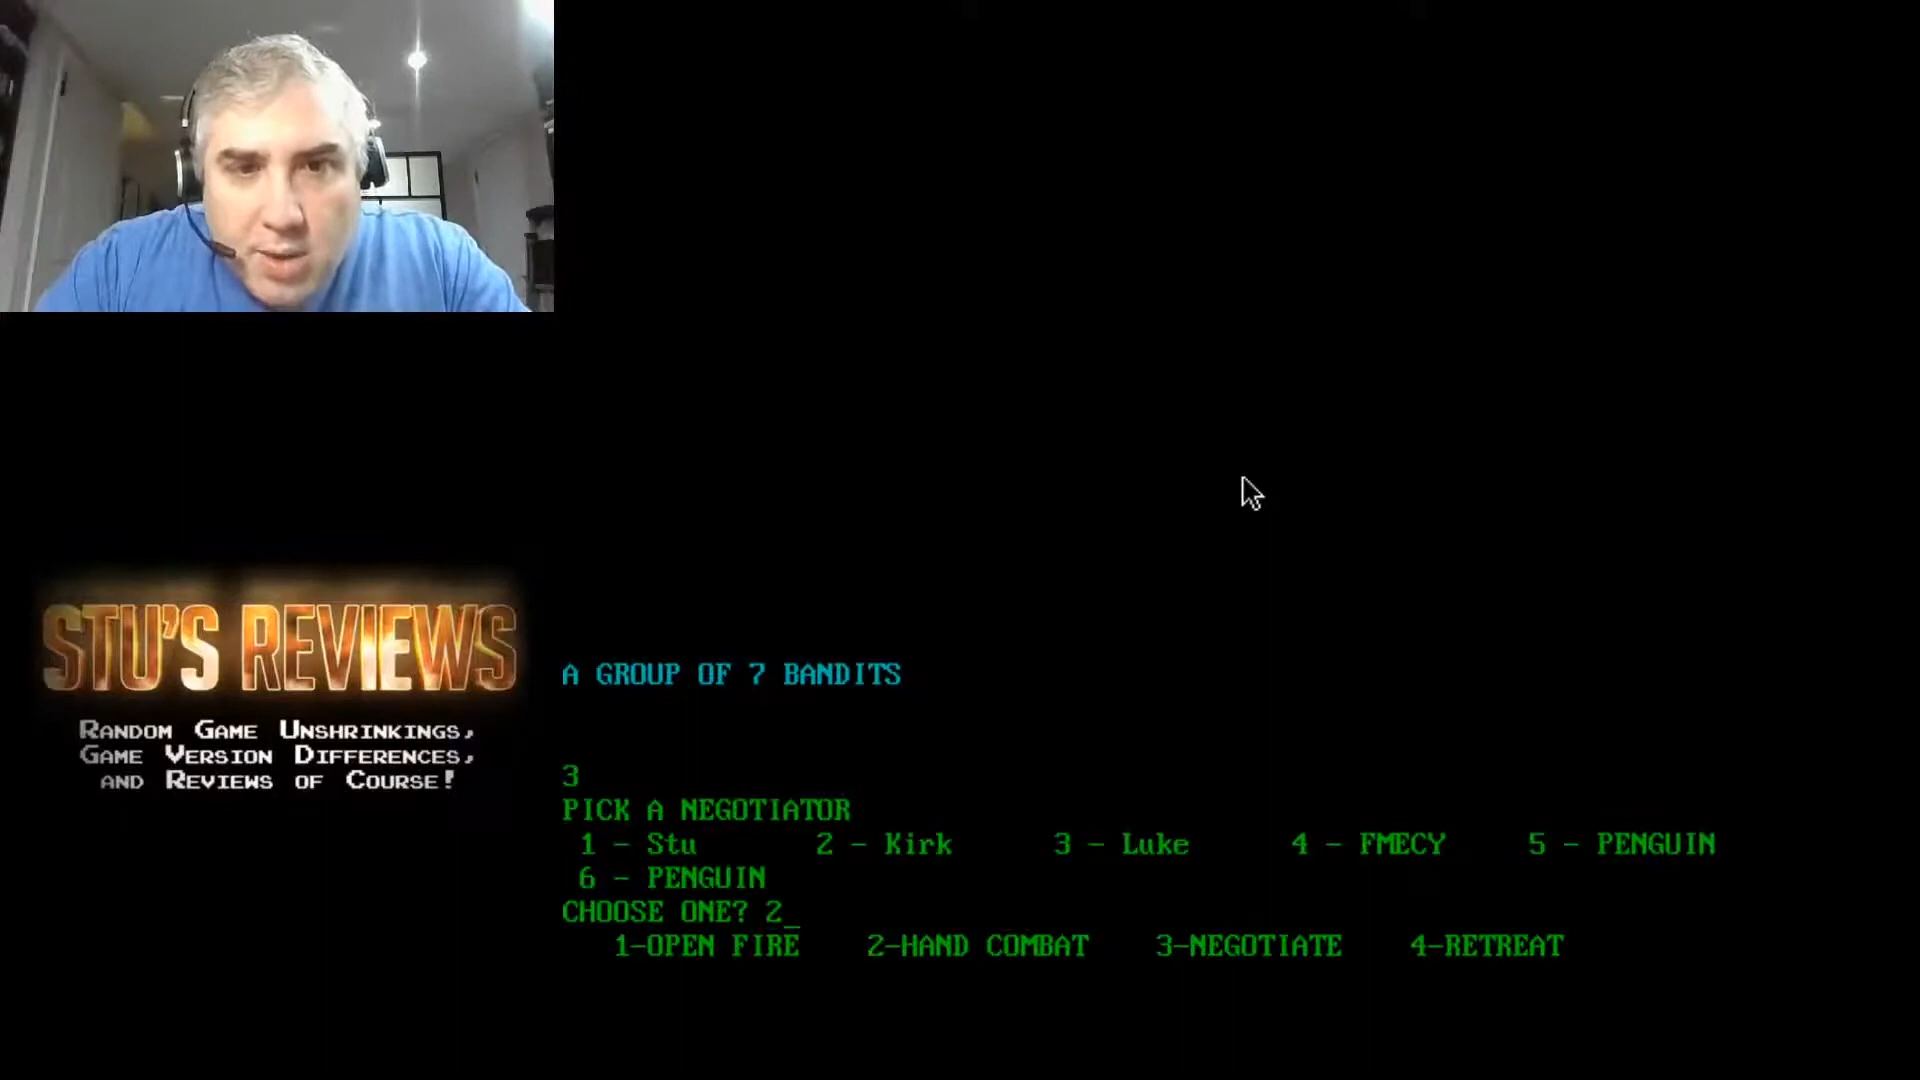 STU'S REVIEWS
RANDOM GAME UNSHRINKINGS,
GAME VERSION DIFFERENCES,
AND REVIEWS OF COURSE!
A GROUP OF 7 BANDITS
3
PICK A NEGOTIATOR
1 - Stu 2 - Kirk 3 - Luke 4 - FMECY 5 - PENGUIN
6 - PENGUIN
CHOOSE ONE? 2_
1-OPEN FIRE 2-HAND COMBAT 3-NEGOTIATE 4-RETREAT